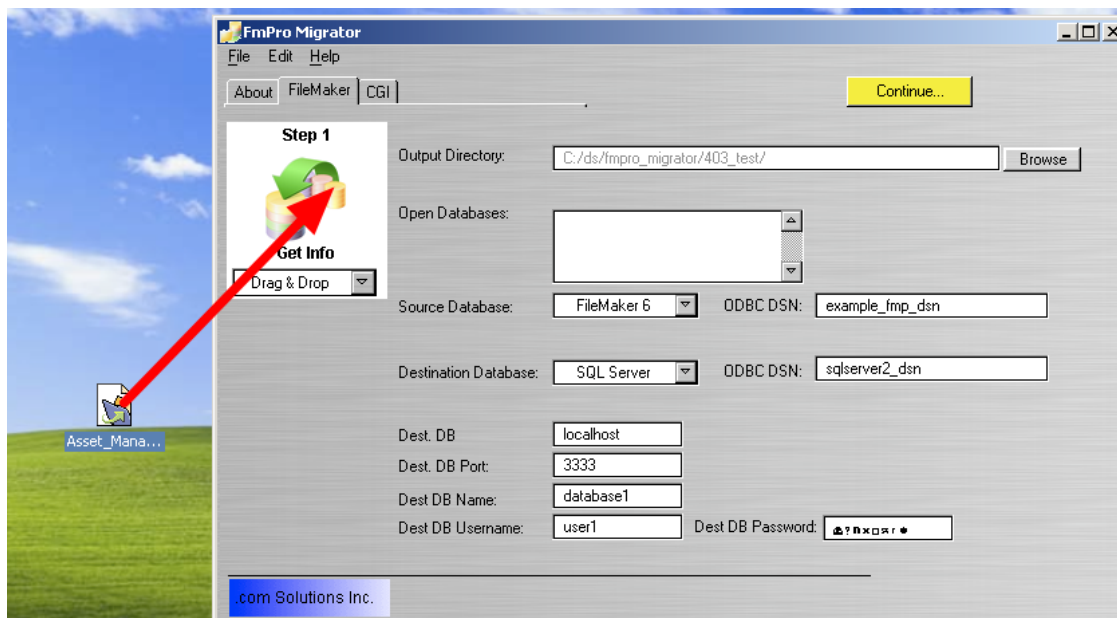 FmPro Migrator
File Edit Help
About FileMaker CGI
Continue...
Step 1
Get Info
Drag & Drop
Output Directory: C:/ds/fmpro_migrator/403_test/ Browse
Open Databases:
Source Database: FileMaker 6 ODBC DSN: example_fmp_dsn
Destination Database: SQL Server ODBC DSN: sqlserver2_dsn
Dest. DB localhost
Dest. DB Port: 3333
Dest DB Name: database1
Dest DB Username: user1 Dest DB Password:
Asset_Mana...
.com Solutions Inc.